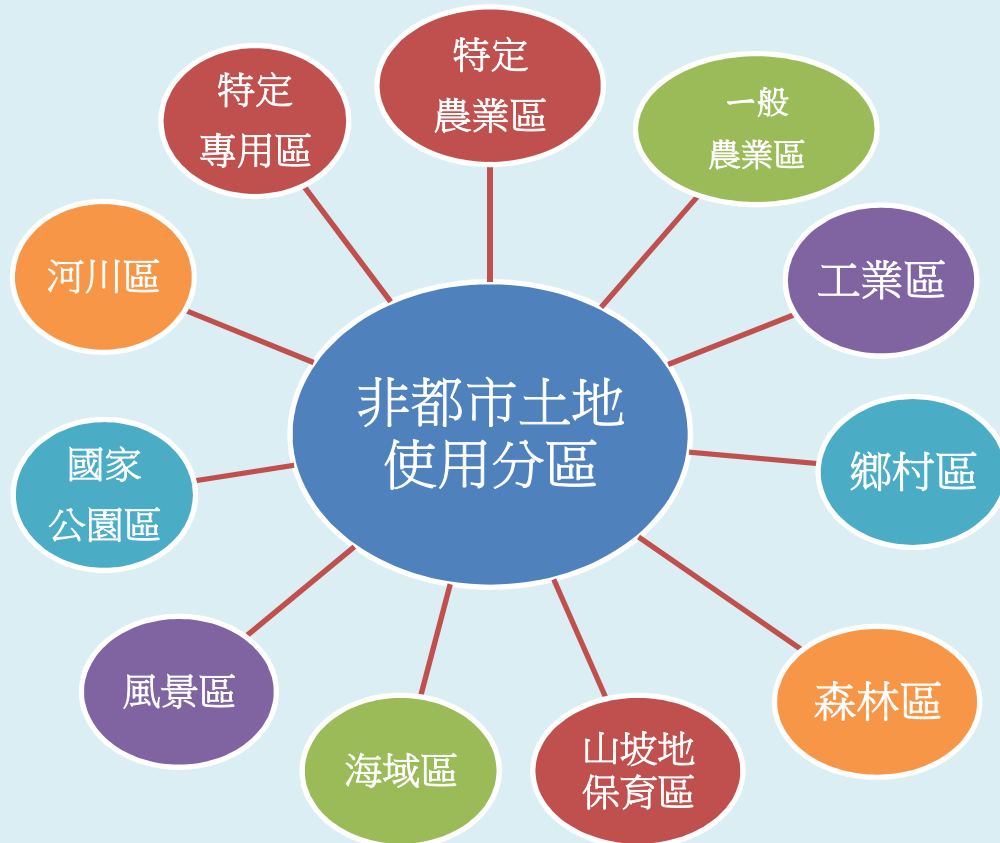 非都市土地
使用分區
特定
農業區
一般
農業區
工業區
鄉村區
森林區
山坡地
保育區
海域區
風景區
國家
公園區
河川區
特定
專用區